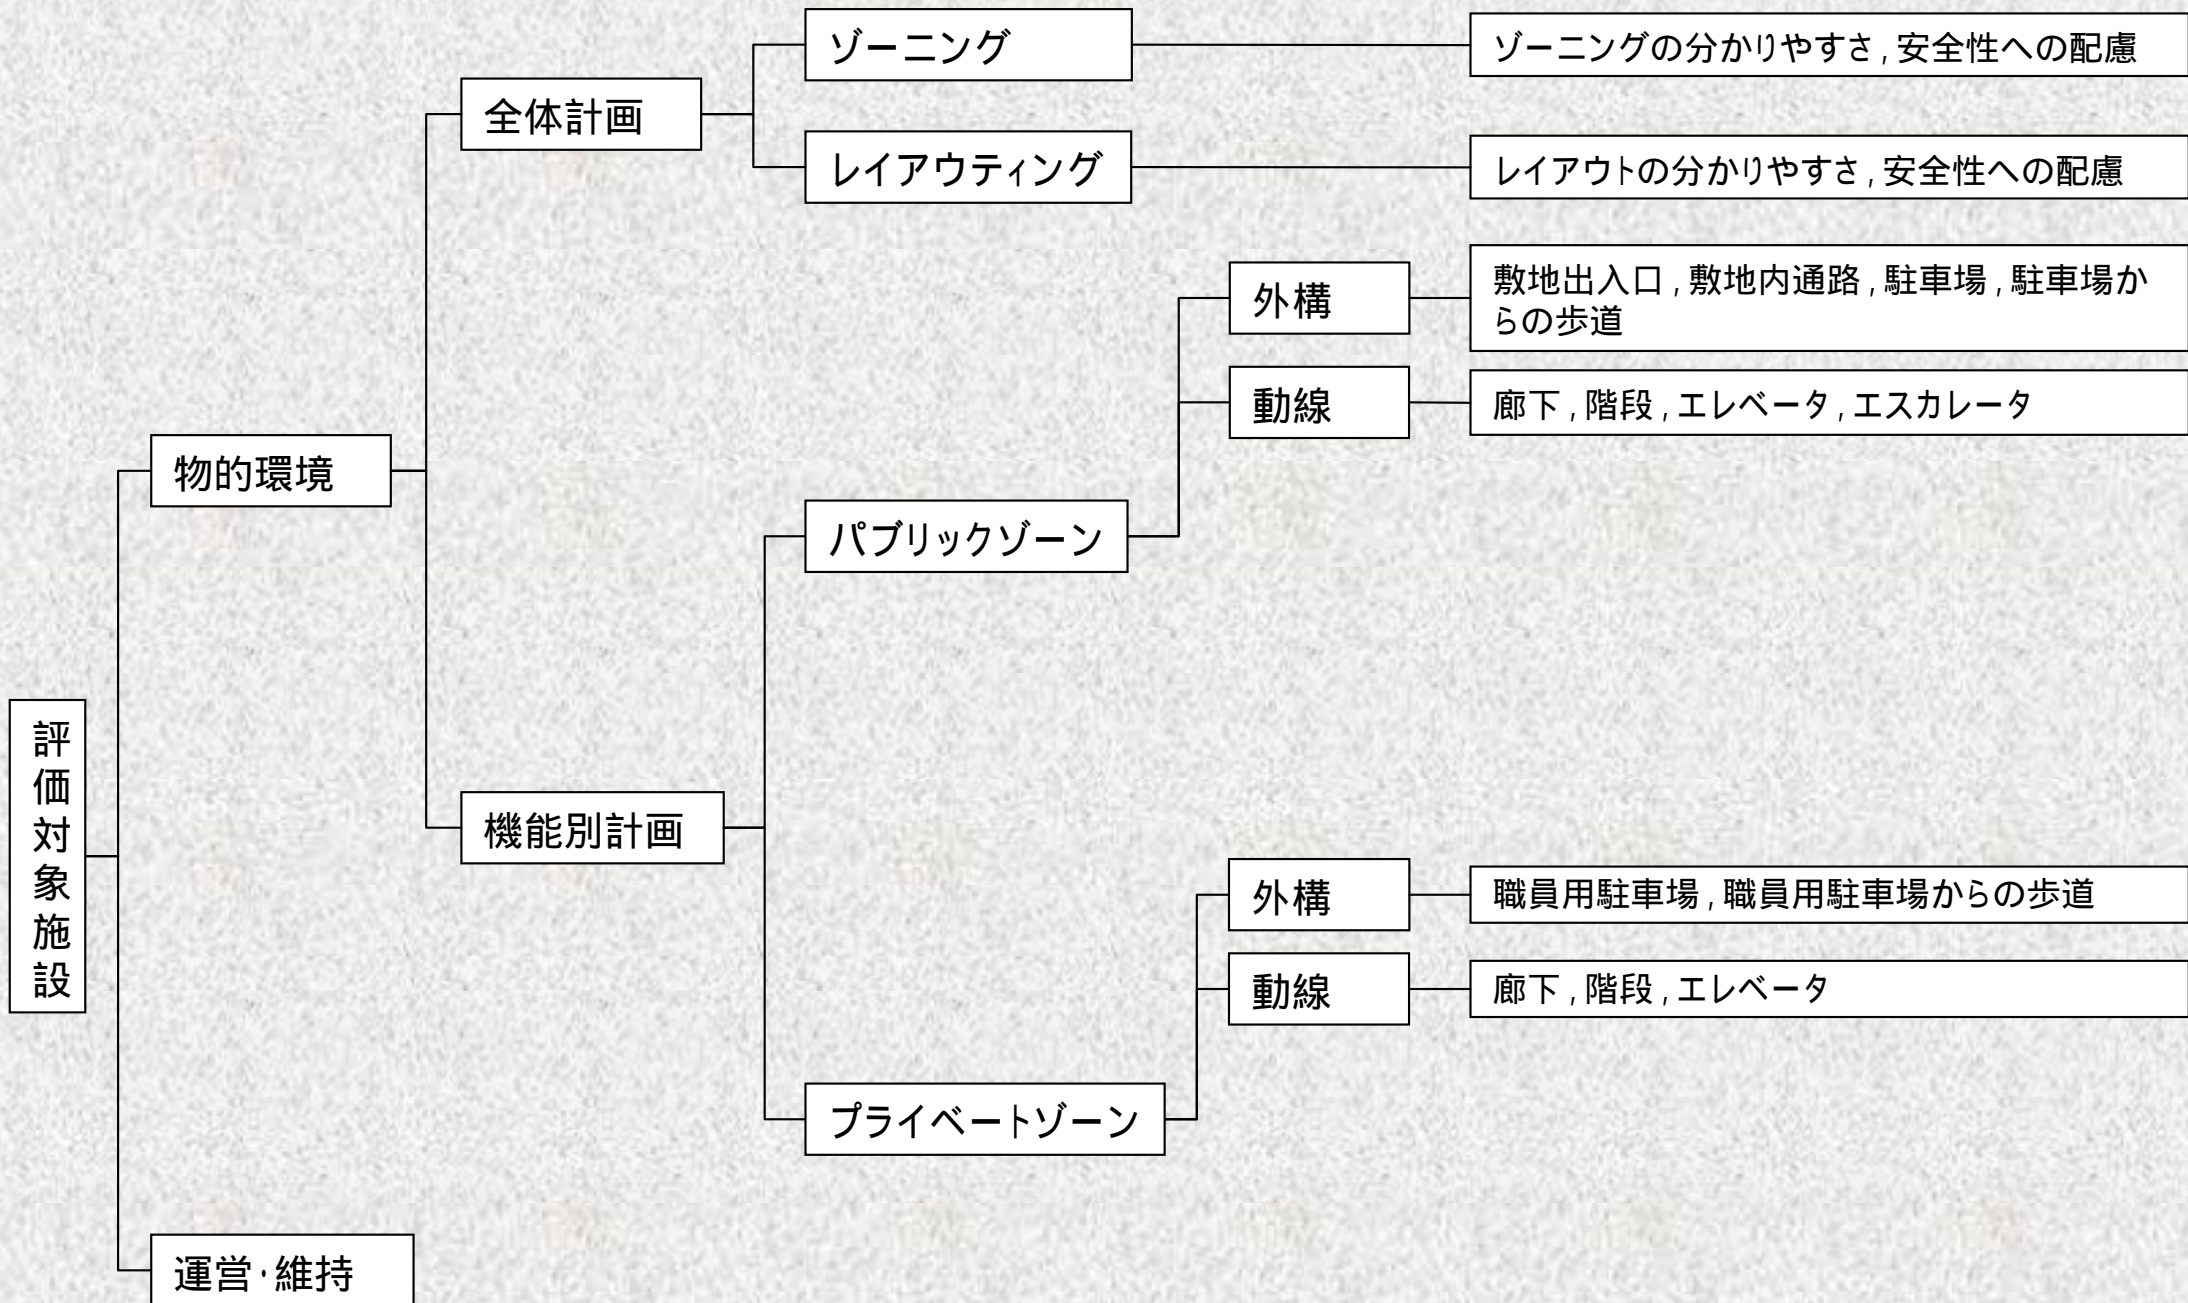 ゾーニング
ゾーニングの分かりやすさ,安全性への配慮
全体計画
レイアウティング
レイアウトの分かりやすさ,安全性への配慮
外構
敷地出入口,敷地内通路,駐車場,駐車場か
らの歩道
動線
廊下,階段,エレベータ,エスカレータ
物的環境
パブリックゾーン
評価対象施設
機能別計画
外構
職員用駐車場,職員用駐車場からの歩道
動線
廊下,階段,エレベータ
プライベートゾーン
運営・維持